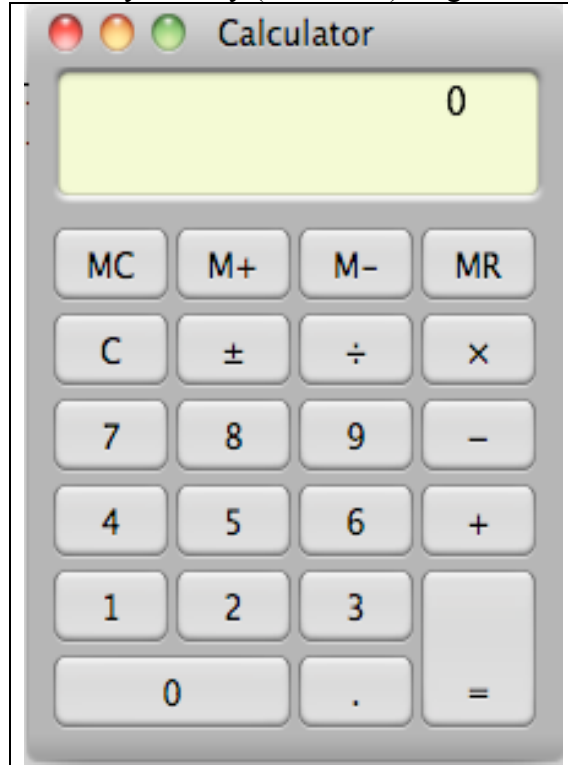 Calculator
0
MC M+ M− MR
C ± ÷ ×
7 8 9 −
4 5 6 +
1 2 3
0 . =